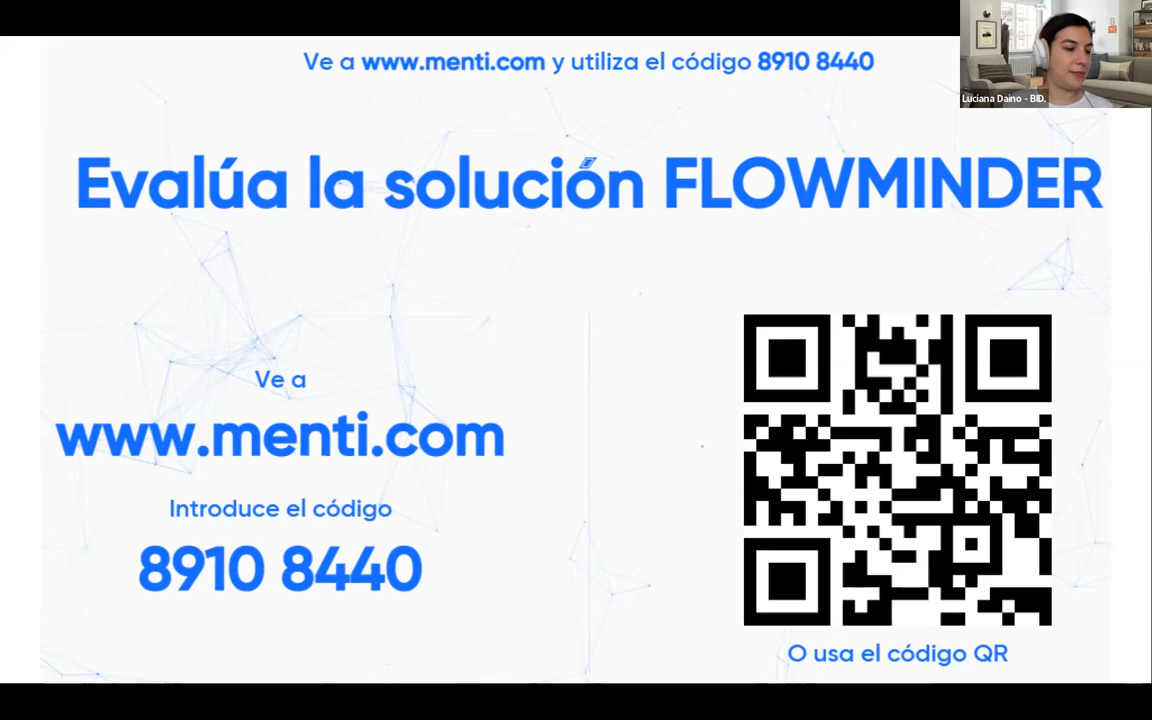 Ve a www.menti.com y utiliza el código 8910 8440
Luciana Daino - BID.
Evalúa la solución FLOWMINDER
Ve a
www.menti.com
Introduce el código
8910 8440
O usa el código QR